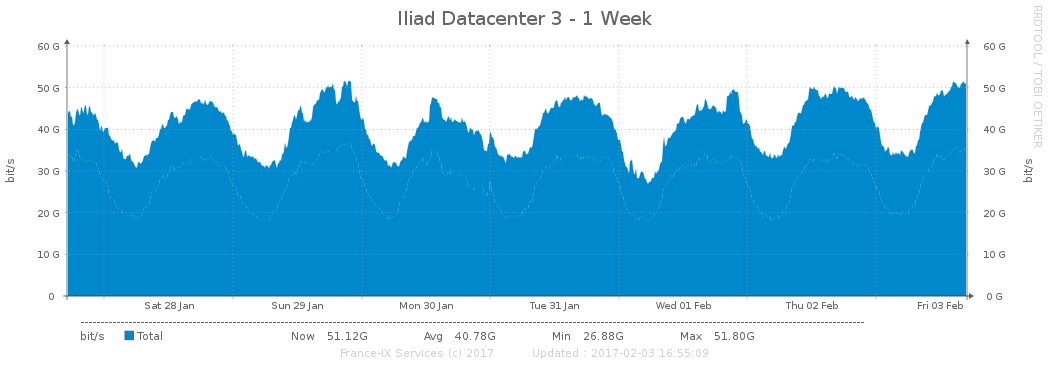 Iliad Datacenter 3 - 1 Week
RRDTOOL / TOBI OETIKER
60 G 60 G
50 G 50 G
40 G 40 G
30 G 30 G
20 G 20 G
10 G 10 G
0 0 G
bit/s
bit/s
Sat 28 Jan Sun 29 Jan Mon 30 Jan Tue 31 Jan Wed 01 Feb Thu 02 Feb Fri 03 Feb
bit/s Total Now 51.12G Avg 40.78G Min 26.88G Max 51.80G
France-IX Services (c) 2017 Updated : 2017-02-03 16:55:09